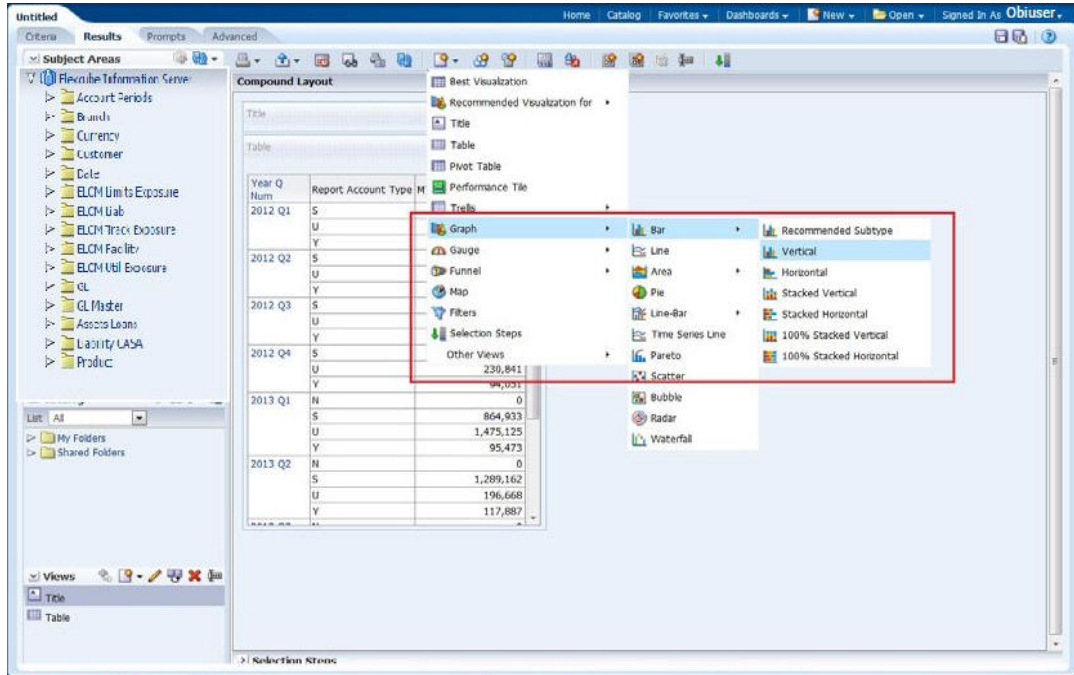 Untitled
Home Catalog Favorites Dashboards New Open Signed In As Obiuser
Criteria Results Prompts Advanced
Subject Areas
Flexcube Information Server
Account Periods
Branch
Currency
Customer
Date
ELCM Limits Exposure
ELCM Liab
ELCM Track Exposure
ELCM Facility
ELCM Util Exposure
GL
GL Master
Assets Loans
Liability CASA
Product
List All
My Folders
Shared Folders
Views
Title
Table
Compound Layout
Title
Table
Year Q Num Report Account Type
2012 Q1 S
U
Y
2012 Q2 S
U
Y
2012 Q3 S
U
Y
2012 Q4 S
U 230,841
Y 94,051
2013 Q1 N 0
S 864,933
U 1,475,125
Y 95,473
2013 Q2 N 0
S 1,289,162
U 196,668
Y 117,887
Best Visualization
Recommended Visualization for
Title
Table
Pivot Table
Performance Tile
Trellis
Graph
Gauge
Funnel
Map
Filters
Selection Steps
Other Views
Bar
Line
Area
Pie
Line-Bar
Time Series Line
Pareto
Scatter
Bubble
Radar
Waterfall
Recommended Subtype
Vertical
Horizontal
Stacked Vertical
Stacked Horizontal
100% Stacked Vertical
100% Stacked Horizontal
Selection Steps